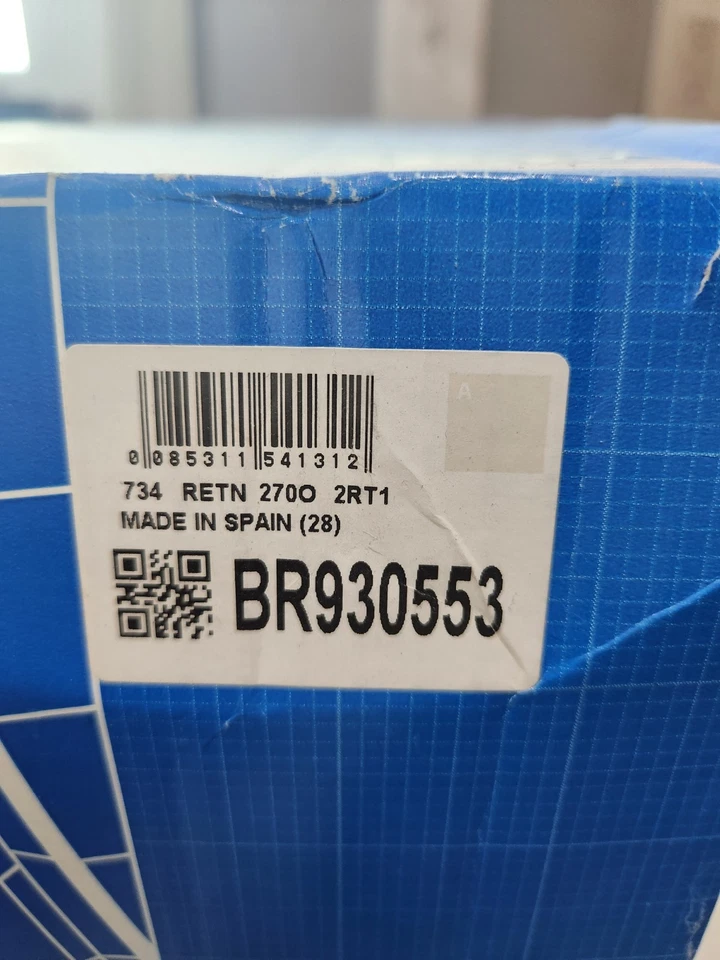 A
0 085311 541312
734 RETN 270O 2RT1
MADE IN SPAIN (28)
BR930553